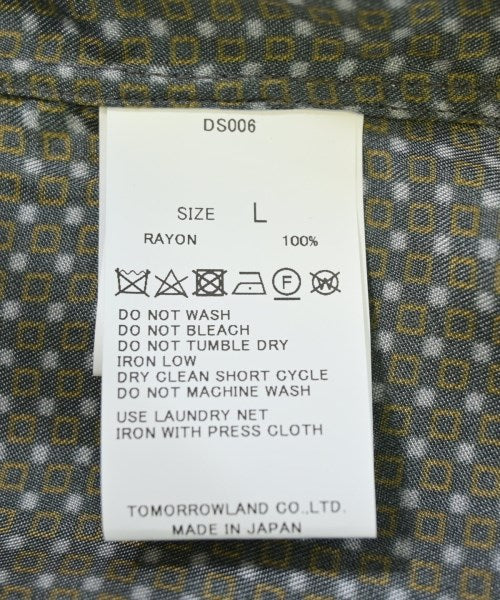 DS006
SIZE L
RAYON 100%
F W
DO NOT WASH
DO NOT BLEACH
DO NOT TUMBLE DRY
IRON LOW
DRY CLEAN SHORT CYCLE
DO NOT MACHINE WASH
USE LAUNDRY NET
IRON WITH PRESS CLOTH
TOMORROWLAND CO.,LTD.
MADE IN JAPAN